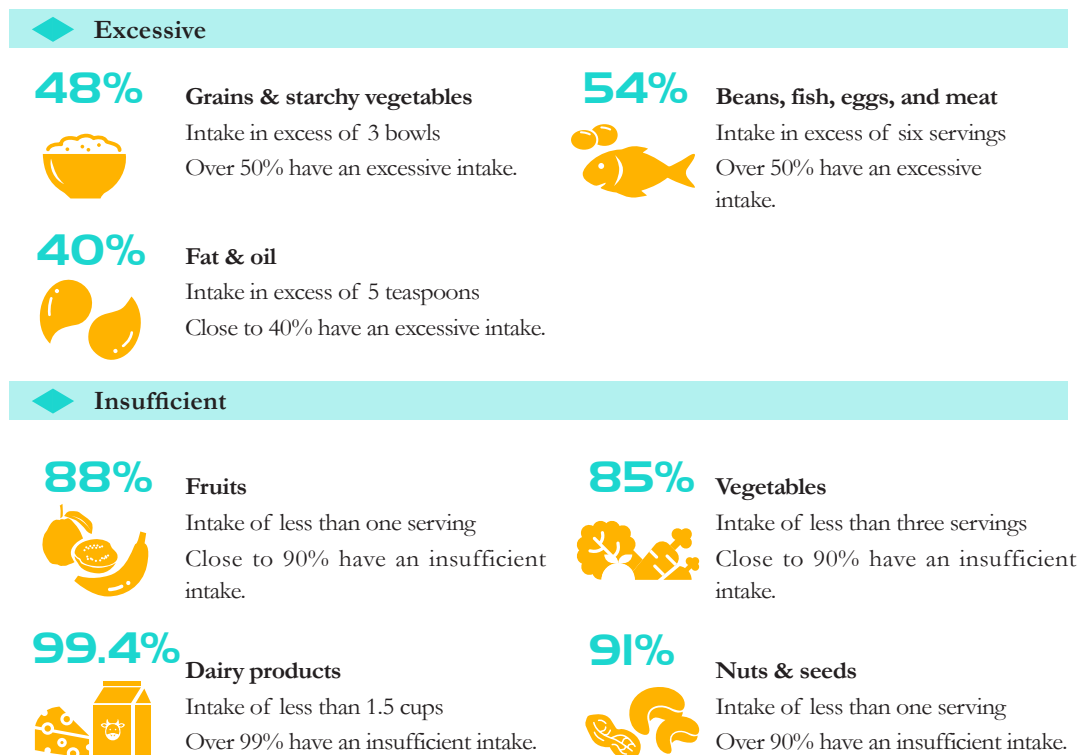 Excessive
48%
Grains & starchy vegetables
Intake in excess of 3 bowls
Over 50% have an excessive intake.
54%
Beans, fish, eggs, and meat
Intake in excess of six servings
Over 50% have an excessive
intake.
40%
Fat & oil
Intake in excess of 5 teaspoons
Close to 40% have an excessive intake.
Insufficient
88%
Fruits
Intake of less than one serving
Close to 90% have an insufficient
intake.
85%
Vegetables
Intake of less than three servings
Close to 90% have an insufficient
intake.
99.4%
Dairy products
Intake of less than 1.5 cups
Over 99% have an insufficient intake.
91%
Nuts & seeds
Intake of less than one serving
Over 90% have an insufficient intake.